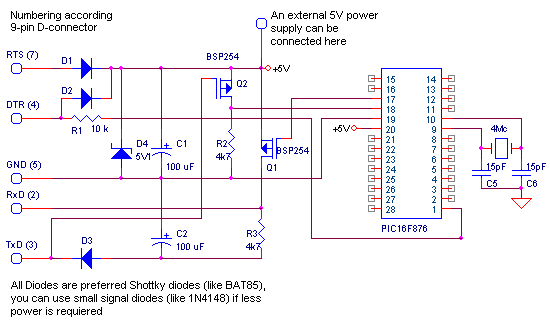 Numbering according
9-pin D-connector
An external 5V power
supply can be
connected here
RTS (7)
D1
BSP254
Q2
+5V
D2
DTR (4)
R1
10 k
D4
5V1
C1
100 uF
R2
4k7
BSP254
Q1
GND (5)
RxD (2)
C2
100 uF
R3
4k7
TxD (3)
D3
+5V
15
16
17
18
19
20
21
22
23
24
25
26
27
28
14
13
12
11
10
9
8
7
6
5
4
3
2
1
PIC16F876
4Mc
15pF
C5
15pF
C6
All Diodes are preferred Shottky diodes (like BAT85),
you can use small signal diodes (like 1N4148) if less
power is requiered